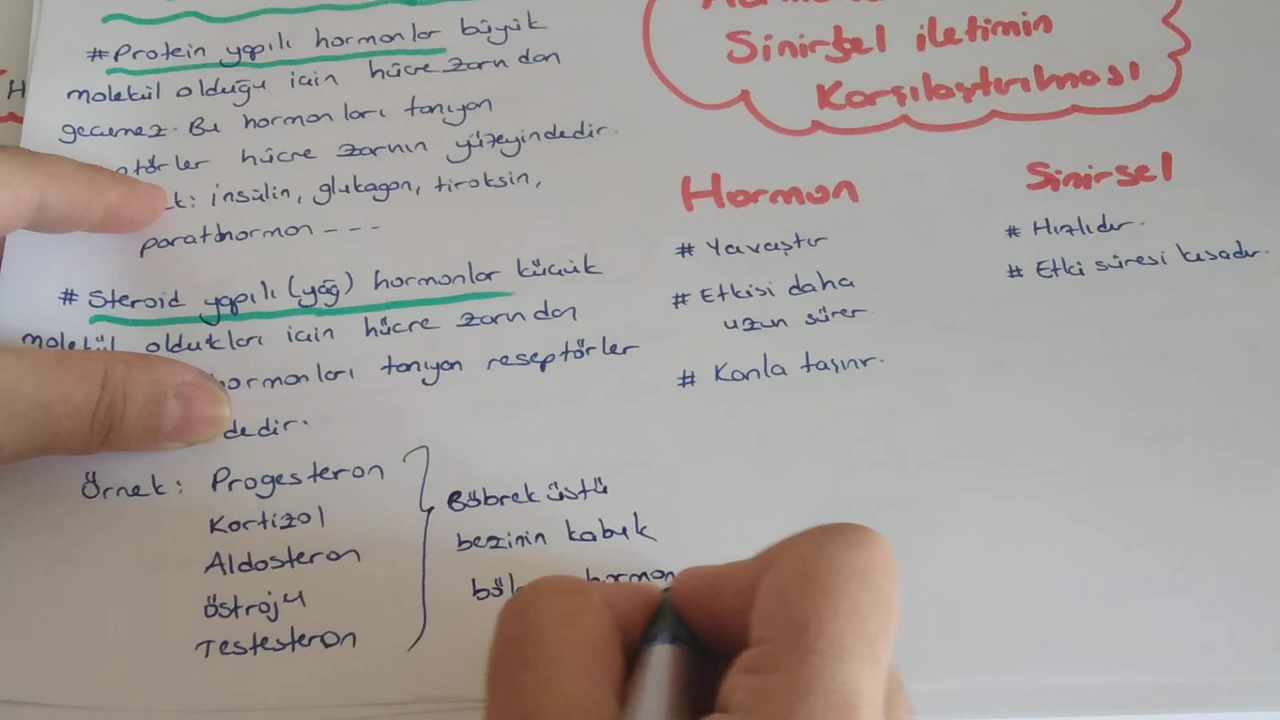 #Protein yapılı hormonlar büyük
molekül olduğu için hücre zarından
geçemez. Bu hormonları tanıyan
hücre zarının yüzeyindedir.
insülin, glukagon, tiroksin,
parathormon ---
# Steroid yapılı (yağ) hormonlar küçük
molekül oldukları için hücre zarından
hormonları tanıyan reseptörler
dedir.
Örnek: Progesteron
Kortizol
Aldosteron
Testesteron
Böbrek üstü
bezinin kabuk
hormon
Sinirsel iletimin
Karşılaştırılması
Hormon
# Yavaştır
# Etkisi daha
uzun sürer
# Kanla taşınır.
Sinirsel
# Hızlıdır.
# Etki süresi kısadır.